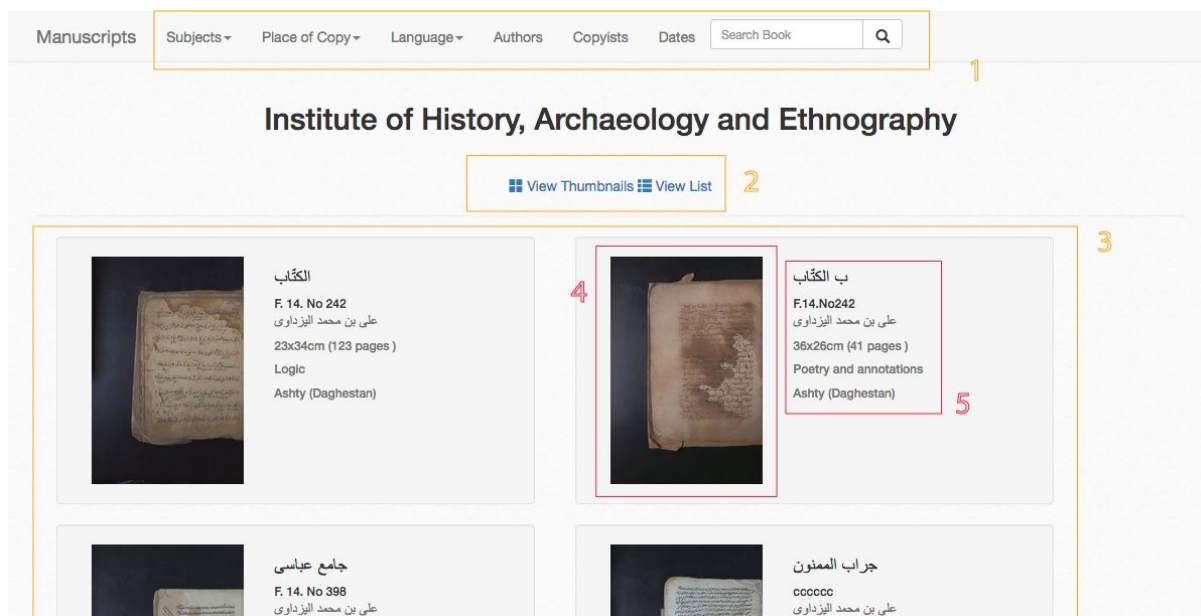 Manuscripts Subjects Place of Copy Language Authors Copyists Dates Search Book
1
Institute of History, Archaeology and Ethnography
View Thumbnails View List 2
3
الكتّاب
F. 14. No 242
على بن محمد اليزداوى
23x34cm (123 pages )
Logic
Ashty (Daghestan)
4
ب الكتّاب
F.14.No242
على بن محمد اليزداوى
36x26cm (41 pages )
Poetry and annotations
Ashty (Daghestan)
5
جامع عباسى
F. 14. No 398
على بن محمد اليزداوى
جراب الممنون
cccccc
على بن محمد اليزداوى